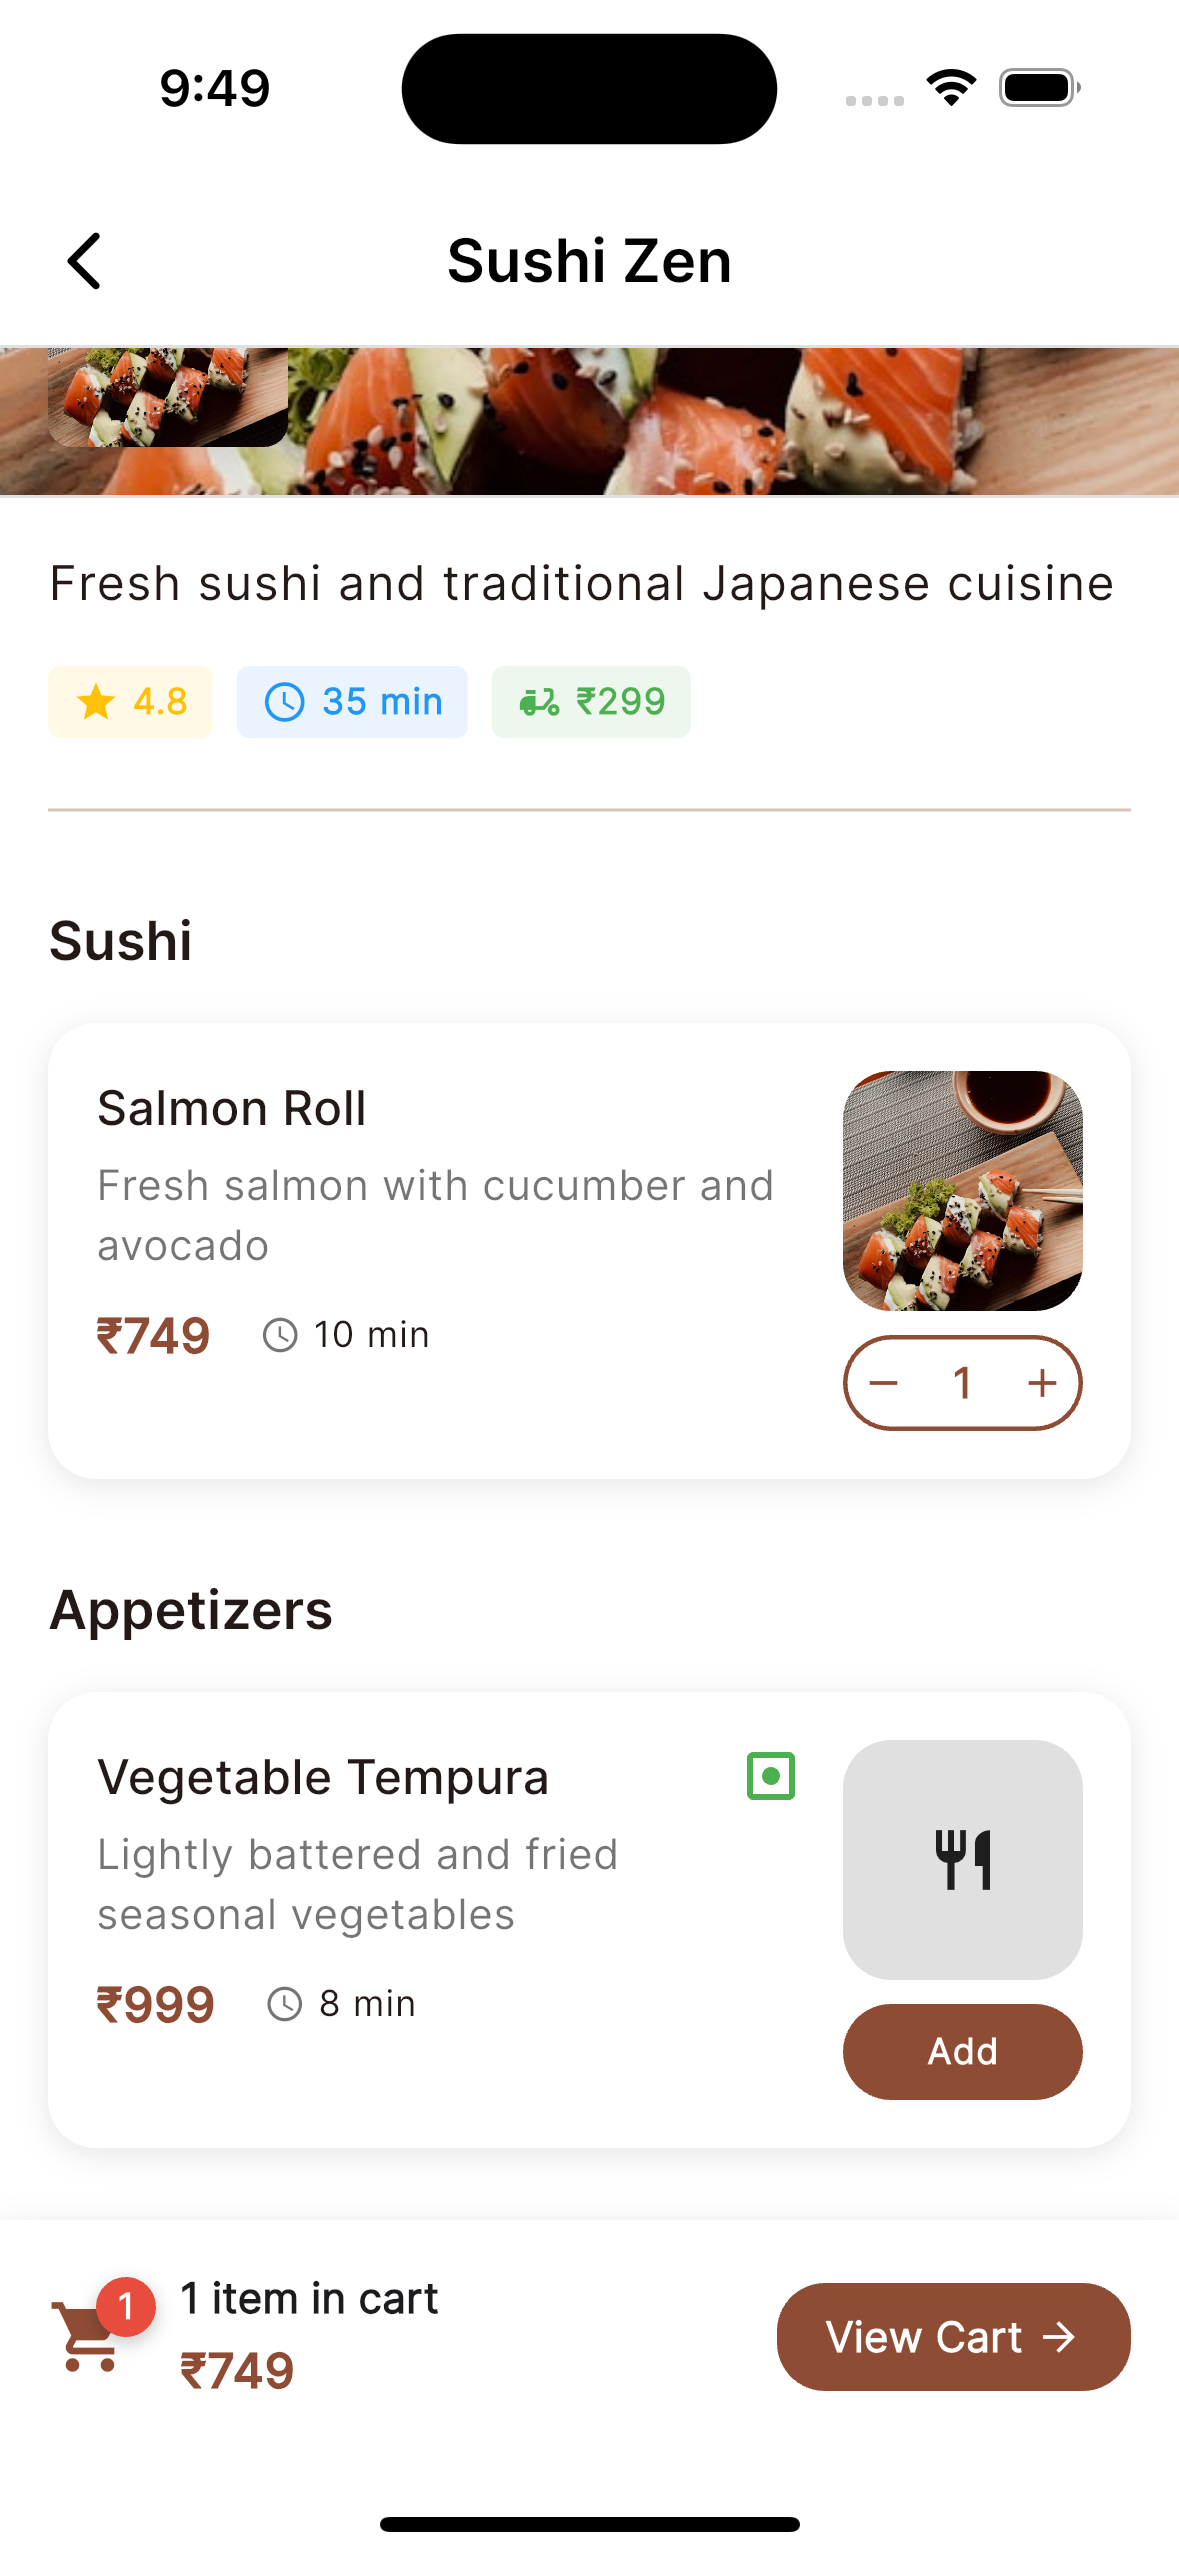 9:49
Sushi Zen
Fresh sushi and traditional Japanese cuisine
4.8
35 min
₹299
Sushi
Salmon Roll
Fresh salmon with cucumber and
avocado
₹749
10 min
1
Appetizers
Vegetable Tempura
Lightly battered and fried
seasonal vegetables
₹999
8 min
Add
1
1 item in cart
₹749
View Cart →